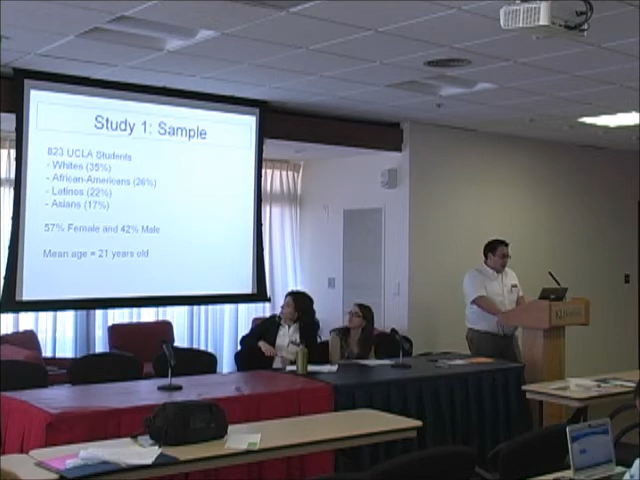 Study 1: Sample
823 UCLA Students
- Whites (35%)
- African-Americans (26%)
- Latinos (22%)
- Asians (17%)
57% Female and 42% Male
Mean age = 21 years old